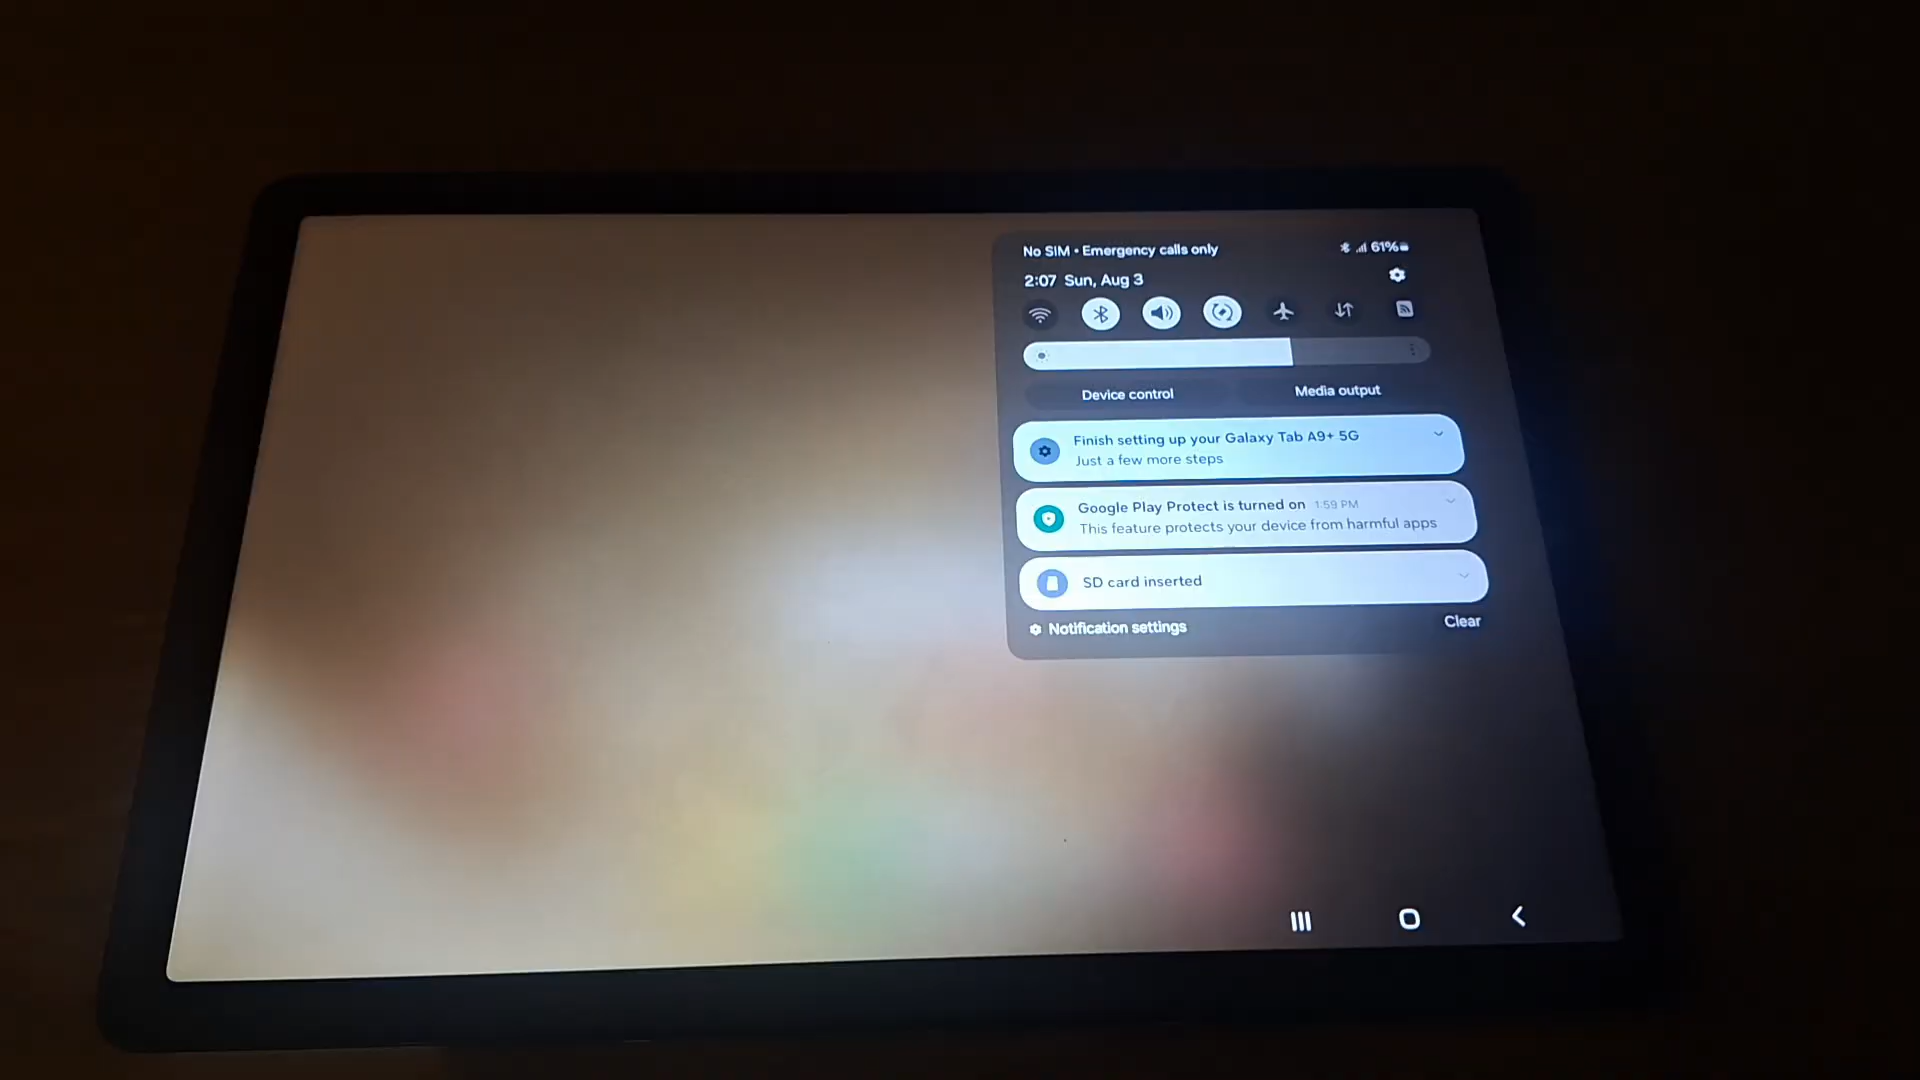 No SIM • Emergency calls only 61%
2:07 Sun, Aug 3
Device control Media output
Finish setting up your Galaxy Tab A9+ 5G
Just a few more steps
Google Play Protect is turned on 1:59 PM
This feature protects your device from harmful apps
SD card inserted
Notification settings Clear